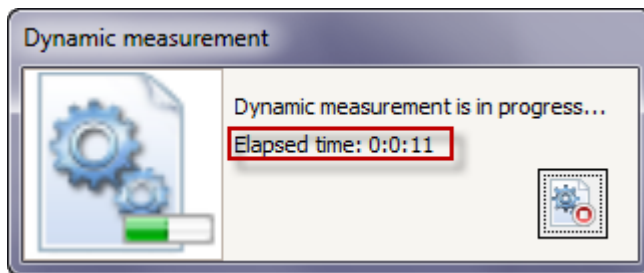 Dynamic measurement
Dynamic measurement is in progress...
Elapsed time: 0:0:11